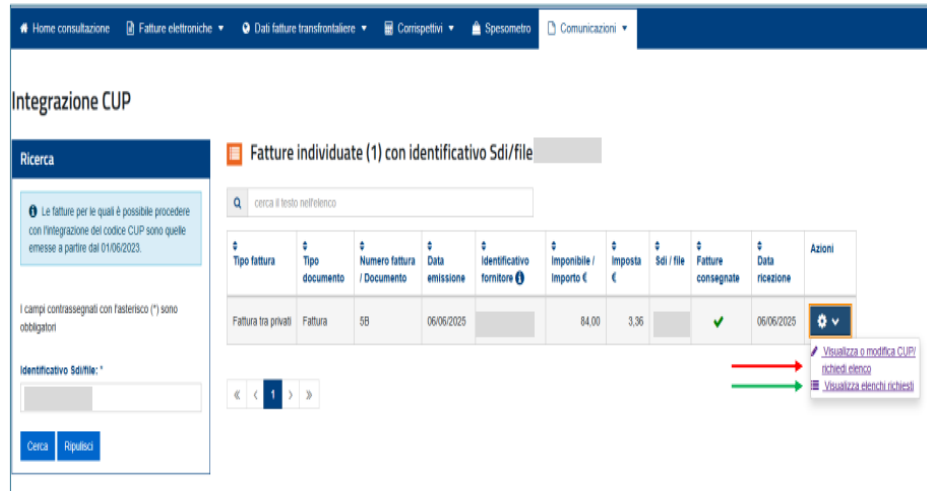 Home consultazione Fatture elettroniche Dati fatture transfrontaliere Corrispettivi Spesometro Comunicazioni
Integrazione CUP
Ricerca
Le fatture per le quali è possibile procedere
con l'integrazione del codice CUP sono quelle
emesse a partire dal 01/06/2023.
I campi contrassegnati con l'asterisco (*) sono
obbligatori
Identificativo Sdi/file: *
Cerca Ripulisci
Fatture individuate (1) con identificativo Sdi/file
cerca il testo nell'elenco
Tipo fattura Tipo documento Numero fattura / Documento Data emissione Identificativo fornitore Imponibile / Importo € Imposta € Sdi / file Fatture consegnate Data ricezione Azioni
Fattura tra privati Fattura 5B 06/06/2025 84,00 3,36 06/06/2025
Visualizza o modifica CUP/
richiedi elenco
Visualizza elenchi richiesti
« ‹ 1 › »